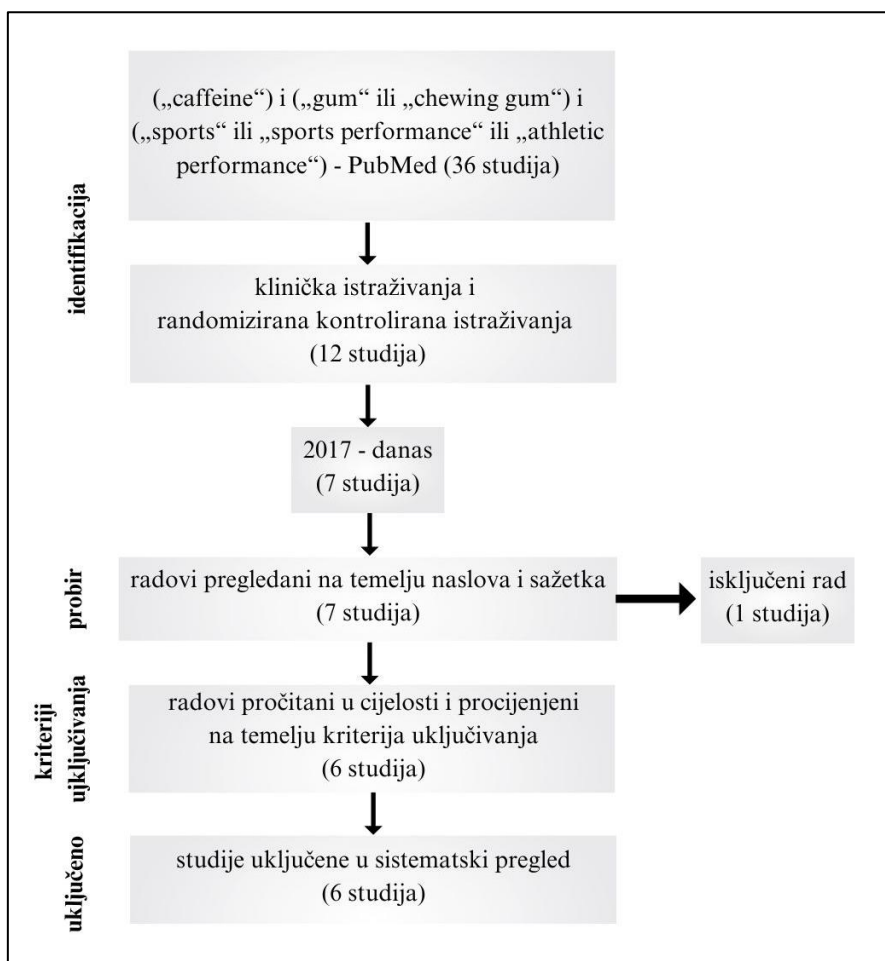 („caffeine“) i („gum“ ili „chewing gum“) i
(„sports“ ili „sports performance“ ili „athletic
performance“) - PubMed (36 studija)
identifikacija
klinička istraživanja i
randomizirana kontrolirana istraživanja
(12 studija)
2017 - danas
(7 studija)
probir
radovi pregledani na temelju naslova i sažetka
(7 studija)
isključeni rad
(1 studija)
kriteriji
ujključivanja
radovi pročitani u cijelosti i procijenjeni
na temelju kriterija uključivanja
(6 studija)
uključeno
studije uključene u sistematski pregled
(6 studija)